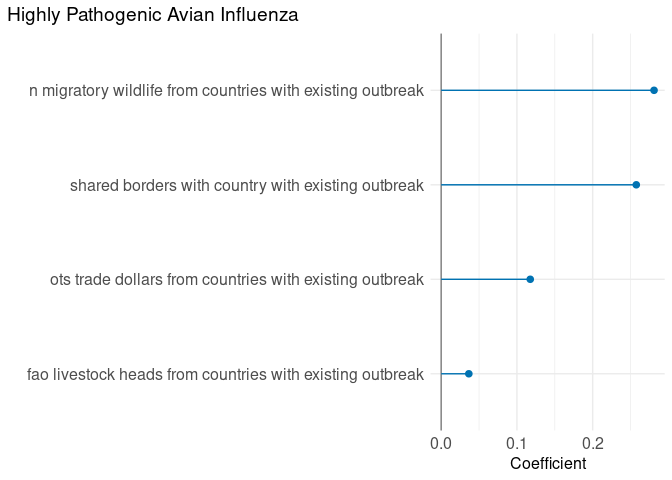 Highly Pathogenic Avian Influenza
n migratory wildlife from countries with existing outbreak
shared borders with country with existing outbreak
ots trade dollars from countries with existing outbreak
fao livestock heads from countries with existing outbreak
0.0 0.1 0.2
Coefficient